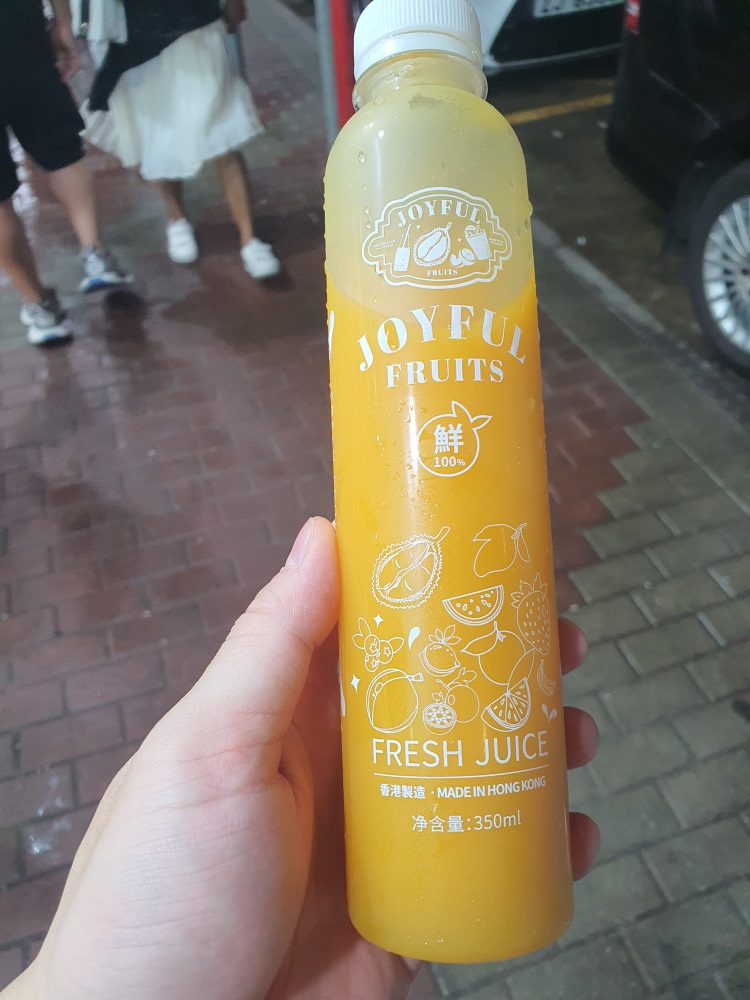 JOYFUL
FRUITS
JOYFUL
FRUITS
鮮
100%
FRESH JUICE
香港製造 · MADE IN HONG KONG
净含量：350ml